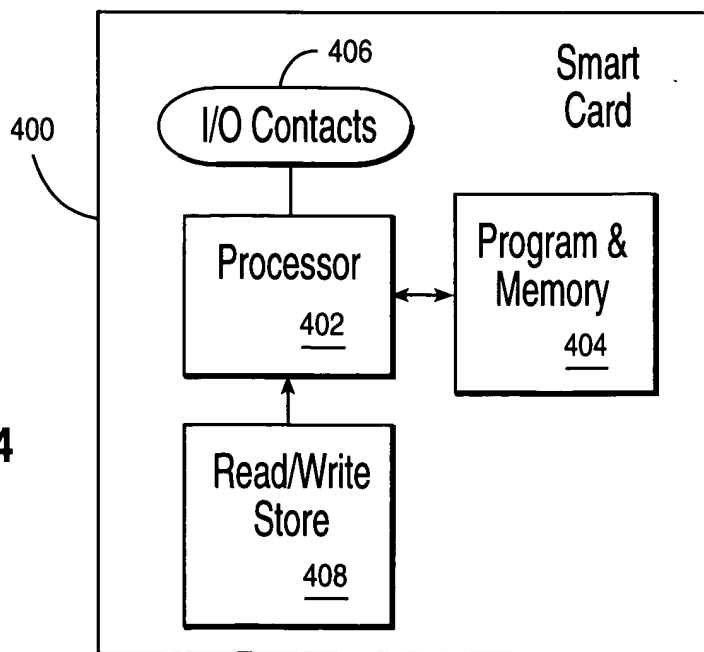 406
Smart
Card
400
I/O Contacts
Processor
402
Program &
Memory
404
4
Read/Write
Store
408